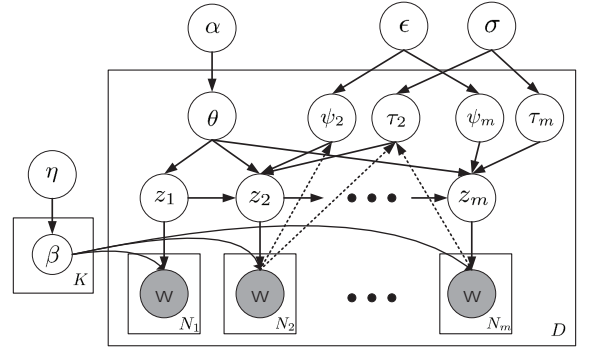 α ϵ σ
θ ψ₂ τ₂ ψₘ τₘ
η z₁ z₂ • • • zₘ
β K
w w • • • w
N₁ N₂ Nₘ D